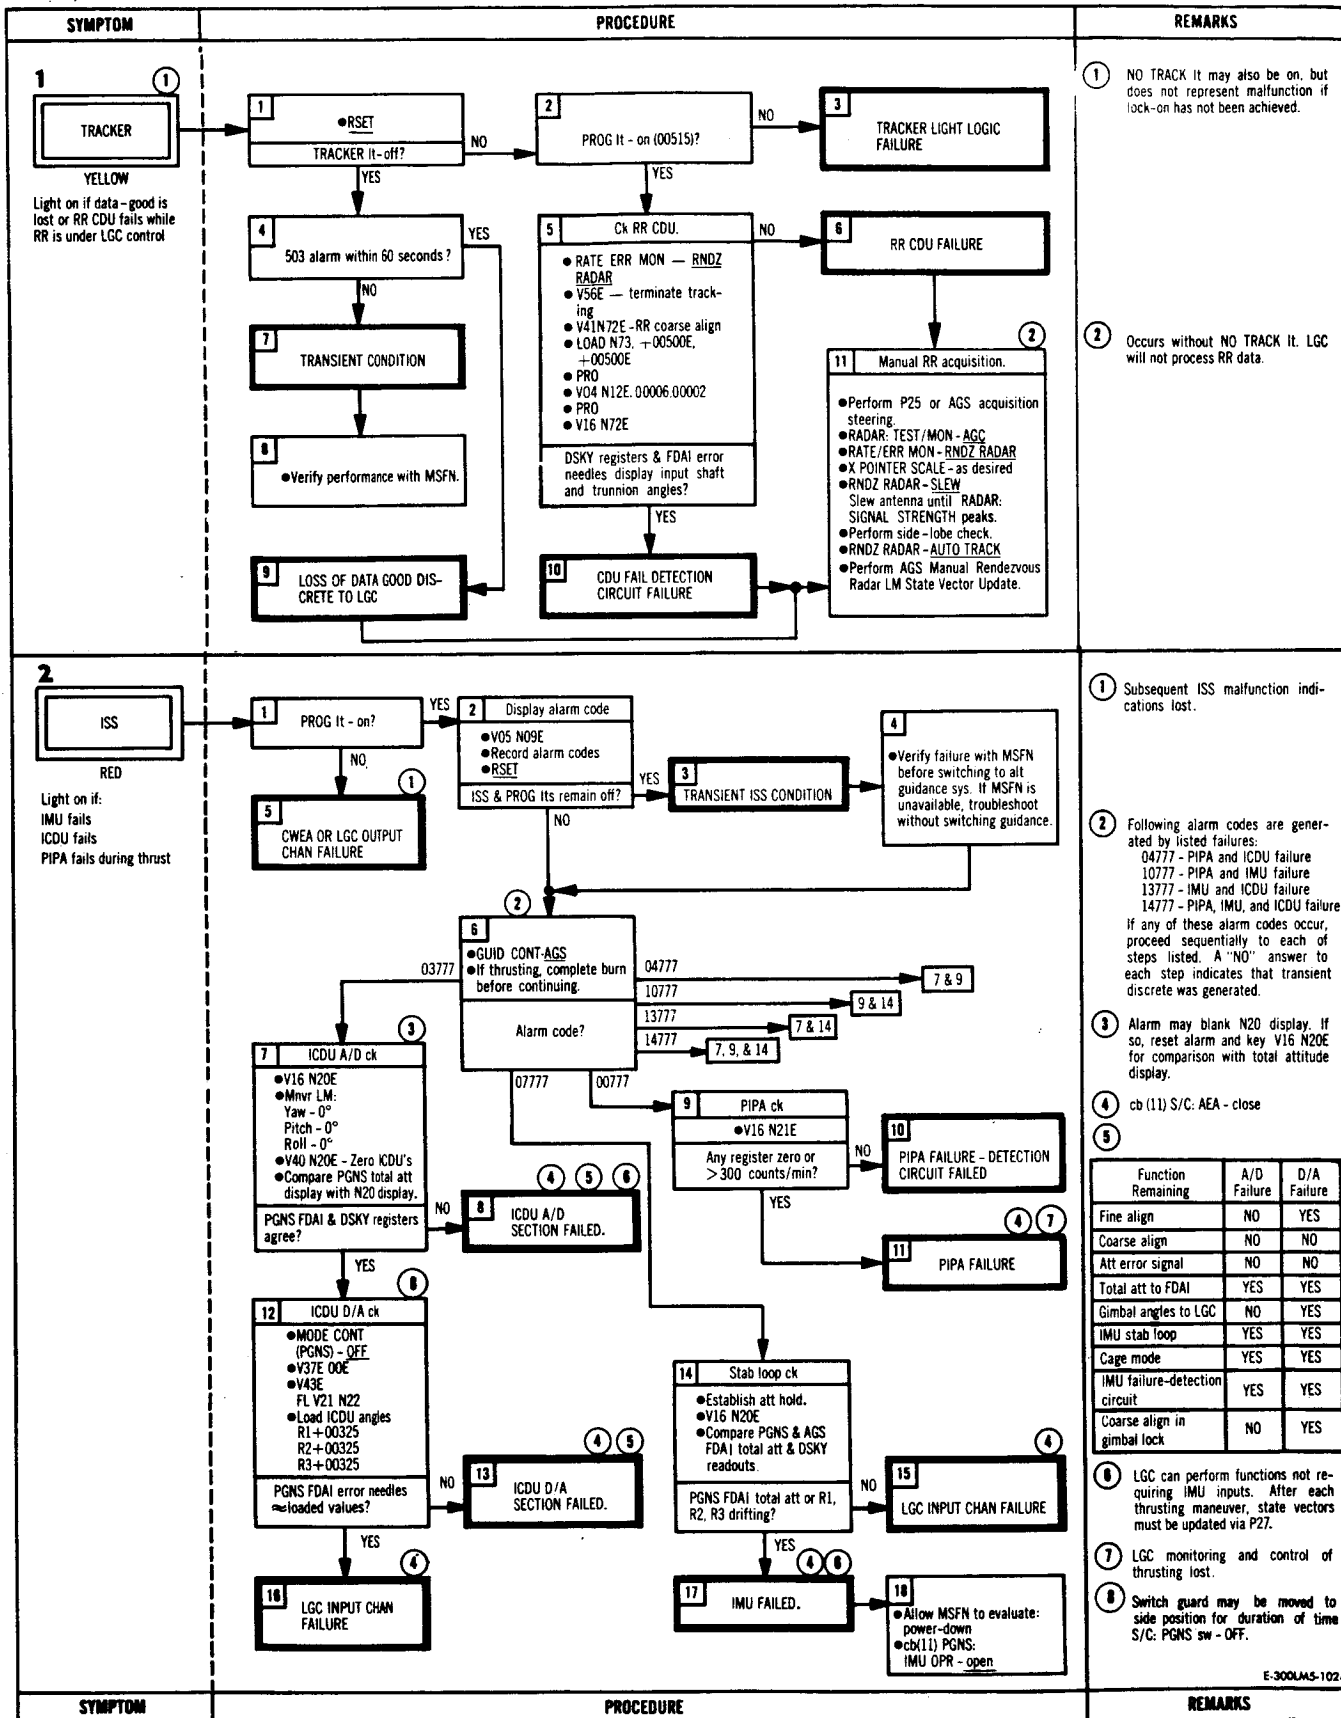 SYMPTOM
PROCEDURE
REMARKS
1
1
TRACKER
YELLOW
Light on if data-good is
lost or RR CDU fails while
RR is under LGC control
1
●RSET
TRACKER lt-off?
NO
YES
2
PROG lt - on (00515)?
NO
YES
3
TRACKER LIGHT LOGIC
FAILURE
4
503 alarm within 60 seconds?
YES
NO
5
Ck RR CDU.
● RATE ERR MON — RNDZ
RADAR
● V56E — terminate track-
ing
● V41N72E - RR coarse align
● LOAD N73, +00500E,
+00500E
● PRO
● V04 N12E. 00006.00002
● PRO
● V16 N72E
DSKY registers & FDAI error
needles display input shaft
and trunnion angles?
NO
YES
6
RR CDU FAILURE
7
TRANSIENT CONDITION
8
●Verify performance with MSFN.
9
LOSS OF DATA GOOD DIS-
CRETE TO LGC
10
CDU FAIL DETECTION
CIRCUIT FAILURE
2
11
Manual RR acquisition.
●Perform P25 or AGS acquisition
steering.
●RADAR: TEST/MON - AGC
●RATE/ERR MON - RNDZ RADAR
●X POINTER SCALE - as desired
●RNDZ RADAR - SLEW
Slew antenna until RADAR:
SIGNAL STRENGTH peaks.
●Perform side-lobe check.
●RNDZ RADAR - AUTO TRACK
●Perform AGS Manual Rendezvous
Radar LM State Vector Update.
1 NO TRACK lt may also be on, but
does not represent malfunction if
lock-on has not been achieved.
2 Occurs without NO TRACK lt. LGC
will not process RR data.
2
ISS
RED
Light on if:
IMU fails
ICDU fails
PIPA fails during thrust
1
PROG lt - on?
YES
NO
2
Display alarm code
●V05 N09E
●Record alarm codes
●RSET
ISS & PROG lts remain off?
YES
NO
3
TRANSIENT ISS CONDITION
4
●Verify failure with MSFN
before switching to alt
guidance sys. If MSFN is
unavailable, troubleshoot
without switching guidance.
1
5
CWEA OR LGC OUTPUT
CHAN FAILURE
2
6
●GUID CONT-AGS
●If thrusting, complete burn
before continuing.
Alarm code?
03777
04777
7 & 9
10777
9 & 14
13777
7 & 14
14777
7, 9, & 14
07777
00777
3
7
ICDU A/D ck
●V16 N20E
●Mnvr LM:
Yaw - 0°
Pitch - 0°
Roll - 0°
●V40 N20E - Zero ICDU's
●Compare PGNS total att
display with N20 display.
PGNS FDAI & DSKY registers
agree?
NO
YES
4 5 6
8
ICDU A/D
SECTION FAILED.
9
PIPA ck
●V16 N21E
Any register zero or
>300 counts/min?
NO
YES
10
PIPA FAILURE - DETECTION
CIRCUIT FAILED
4 7
11
PIPA FAILURE
8
12
ICDU D/A ck
●MODE CONT
(PGNS) - OFF
●V37E 00E
●V43E
FL V21 N22
●Load ICDU angles
R1+00325
R2+00325
R3+00325
PGNS FDAI error needles
≈loaded values?
NO
YES
4 5
13
ICDU D/A
SECTION FAILED.
14
Stab loop ck
●Establish att hold.
●V16 N20E
●Compare PGNS & AGS
FDAI total att & DSKY
readouts.
PGNS FDAI total att or R1,
R2, R3 drifting?
NO
YES
4
15
LGC INPUT CHAN FAILURE
4
16
LGC INPUT CHAN
FAILURE
4 6
17
IMU FAILED.
18
●Allow MSFN to evaluate:
power-down
●cb(11) PGNS:
IMU OPR - open
1 Subsequent ISS malfunction indi-
cations lost.
2 Following alarm codes are gener-
ated by listed failures:
04777 - PIPA and ICDU failure
10777 - PIPA and IMU failure
13777 - IMU and ICDU failure
14777 - PIPA, IMU, and ICDU failure
If any of these alarm codes occur,
proceed sequentially to each of
steps listed. A "NO" answer to
each step indicates that transient
discrete was generated.
3 Alarm may blank N20 display. If
so, reset alarm and key V16 N20E
for comparison with total attitude
display.
4 cb (11) S/C: AEA - close
5
Function Remaining A/D Failure D/A Failure
Fine align NO YES
Coarse align NO NO
Att error signal NO NO
Total att to FDAI YES YES
Gimbal angles to LGC NO YES
IMU stab loop YES YES
Cage mode YES YES
IMU failure-detection circuit YES YES
Coarse align in gimbal lock NO YES
6 LGC can perform functions not re-
quiring IMU inputs. After each
thrusting maneuver, state vectors
must be updated via P27.
7 LGC monitoring and control of
thrusting lost.
8 Switch guard may be moved to
side position for duration of time
S/C: PGNS sw - OFF.
E-300LM5-102
SYMPTOM
PROCEDURE
REMARKS